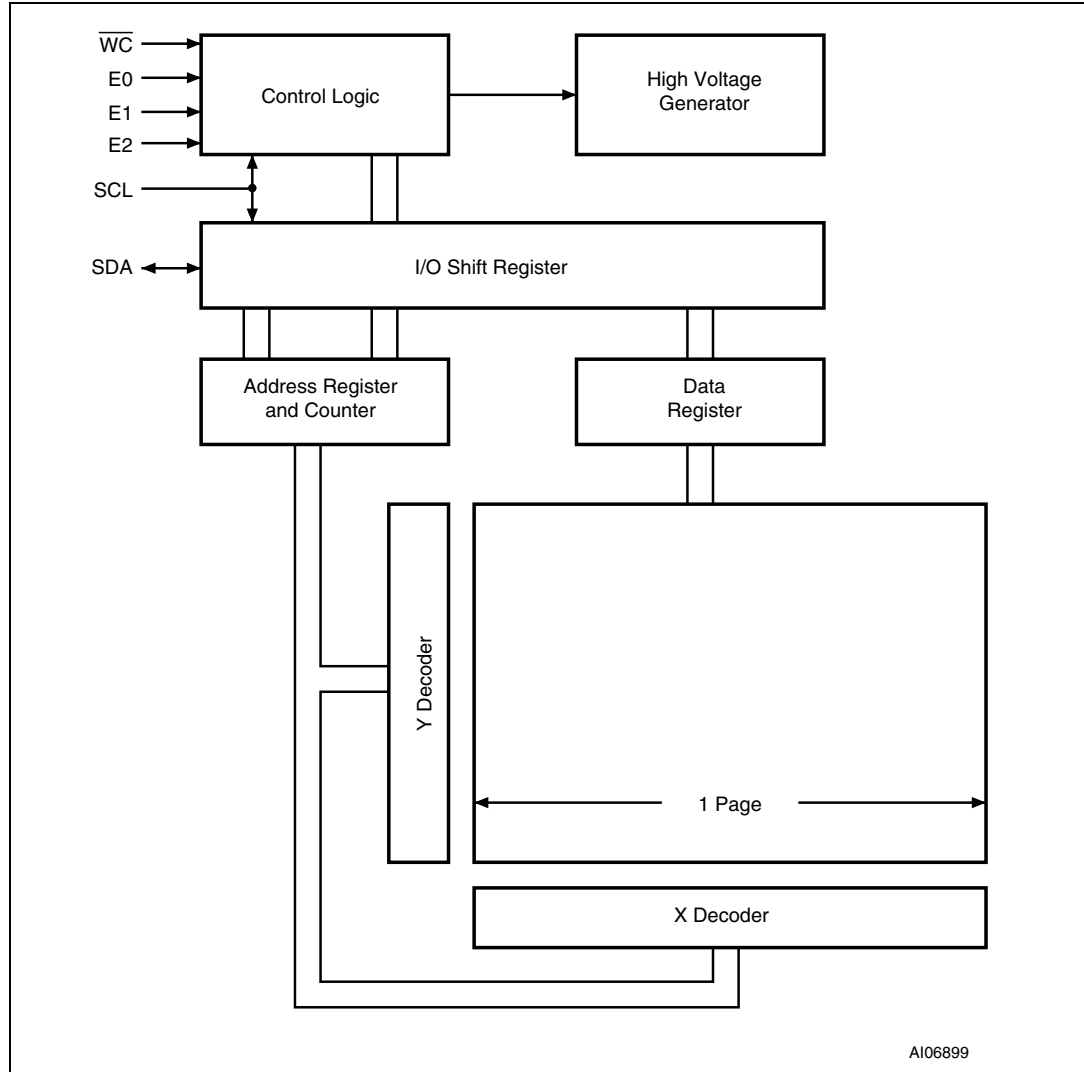 W̅C̅
E0
E1
E2
SCL
SDA
Control Logic
High Voltage
Generator
I/O Shift Register
Address Register
and Counter
Data
Register
Y Decoder
1 Page
X Decoder
AI06899